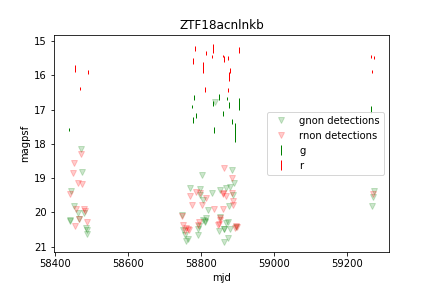 ZTF18acnlnkb
15
16
17
18
19
20
21
magpsf
gnon detections
rnon detections
g
r
58400
58600
58800
59000
59200
mjd